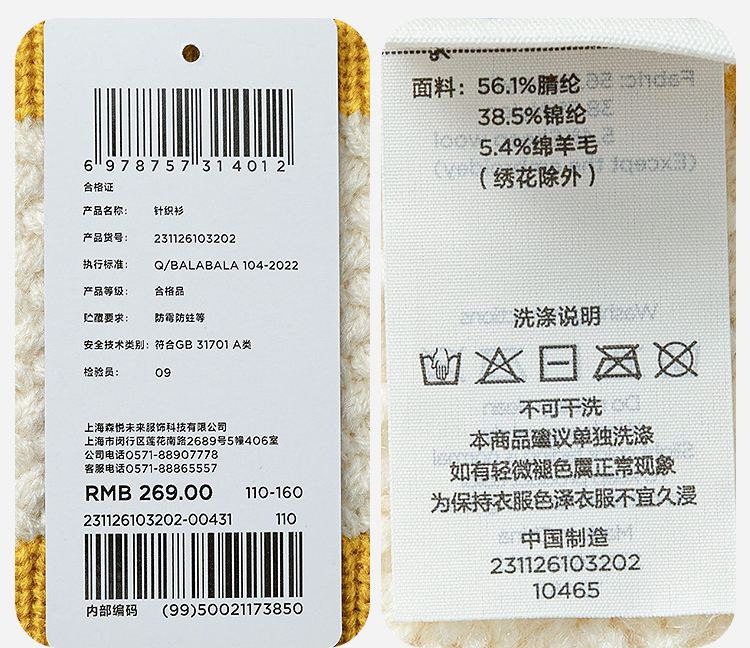 6 978757 314012
合格证
产品名称: 针织衫
产品货号: 231126103202
执行标准: Q/BALABALA 104-2022
产品等级: 合格品
贮藏要求: 防霉防蛀等
安全技术类别: 符合GB 31701 A类
检验员: 09
上海森悦未来服饰科技有限公司
上海市闵行区莲花南路2689号5幢406室
公司电话0571-88907778
客服电话0571-88865557
RMB 269.00 110-160
231126103202-00431 110
内部编码 (99)50021173850
面料: 56.1%腈纶
38.5%锦纶
5.4%绵羊毛
(绣花除外)
洗涤说明
不可干洗
本商品建议单独洗涤
如有轻微褪色属正常现象
为保持衣服色泽衣服不宜久浸
中国制造
231126103202
10465